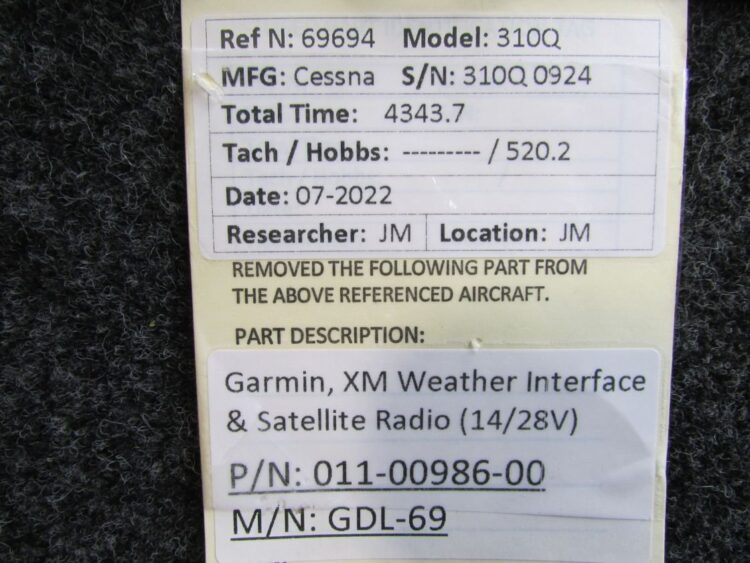 Ref N: 69694 Model: 310Q
MFG: Cessna S/N: 310Q 0924
Total Time: 4343.7
Tach / Hobbs: --------- / 520.2
Date: 07-2022
Researcher: JM Location: JM
REMOVED THE FOLLOWING PART FROM
THE ABOVE REFERENCED AIRCRAFT.
PART DESCRIPTION:
Garmin, XM Weather Interface
& Satellite Radio (14/28V)
P/N: 011-00986-00
M/N: GDL-69